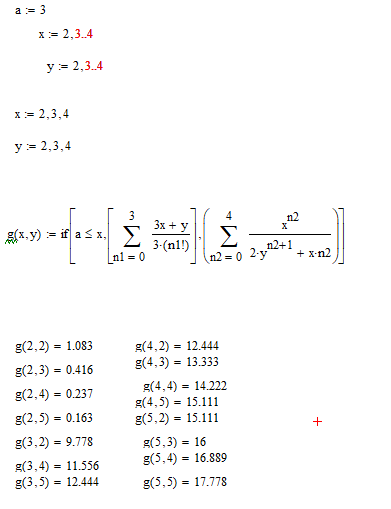 a := 3
x := 2,3..4
y := 2,3..4
x := 2,3,4
y := 2,3,4
g(x,y) := if[a ≤ x, [∑_{n1 = 0}^{3} (3x + y)/(3·(n1!))], (∑_{n2 = 0}^{4} x^{n2}/(2·y^{n2+1} + x·n2))]
g(2,2) = 1.083
g(2,3) = 0.416
g(2,4) = 0.237
g(2,5) = 0.163
g(3,2) = 9.778
g(3,4) = 11.556
g(3,5) = 12.444
g(4,2) = 12.444
g(4,3) = 13.333
g(4,4) = 14.222
g(4,5) = 15.111
g(5,2) = 15.111
g(5,3) = 16
g(5,4) = 16.889
g(5,5) = 17.778